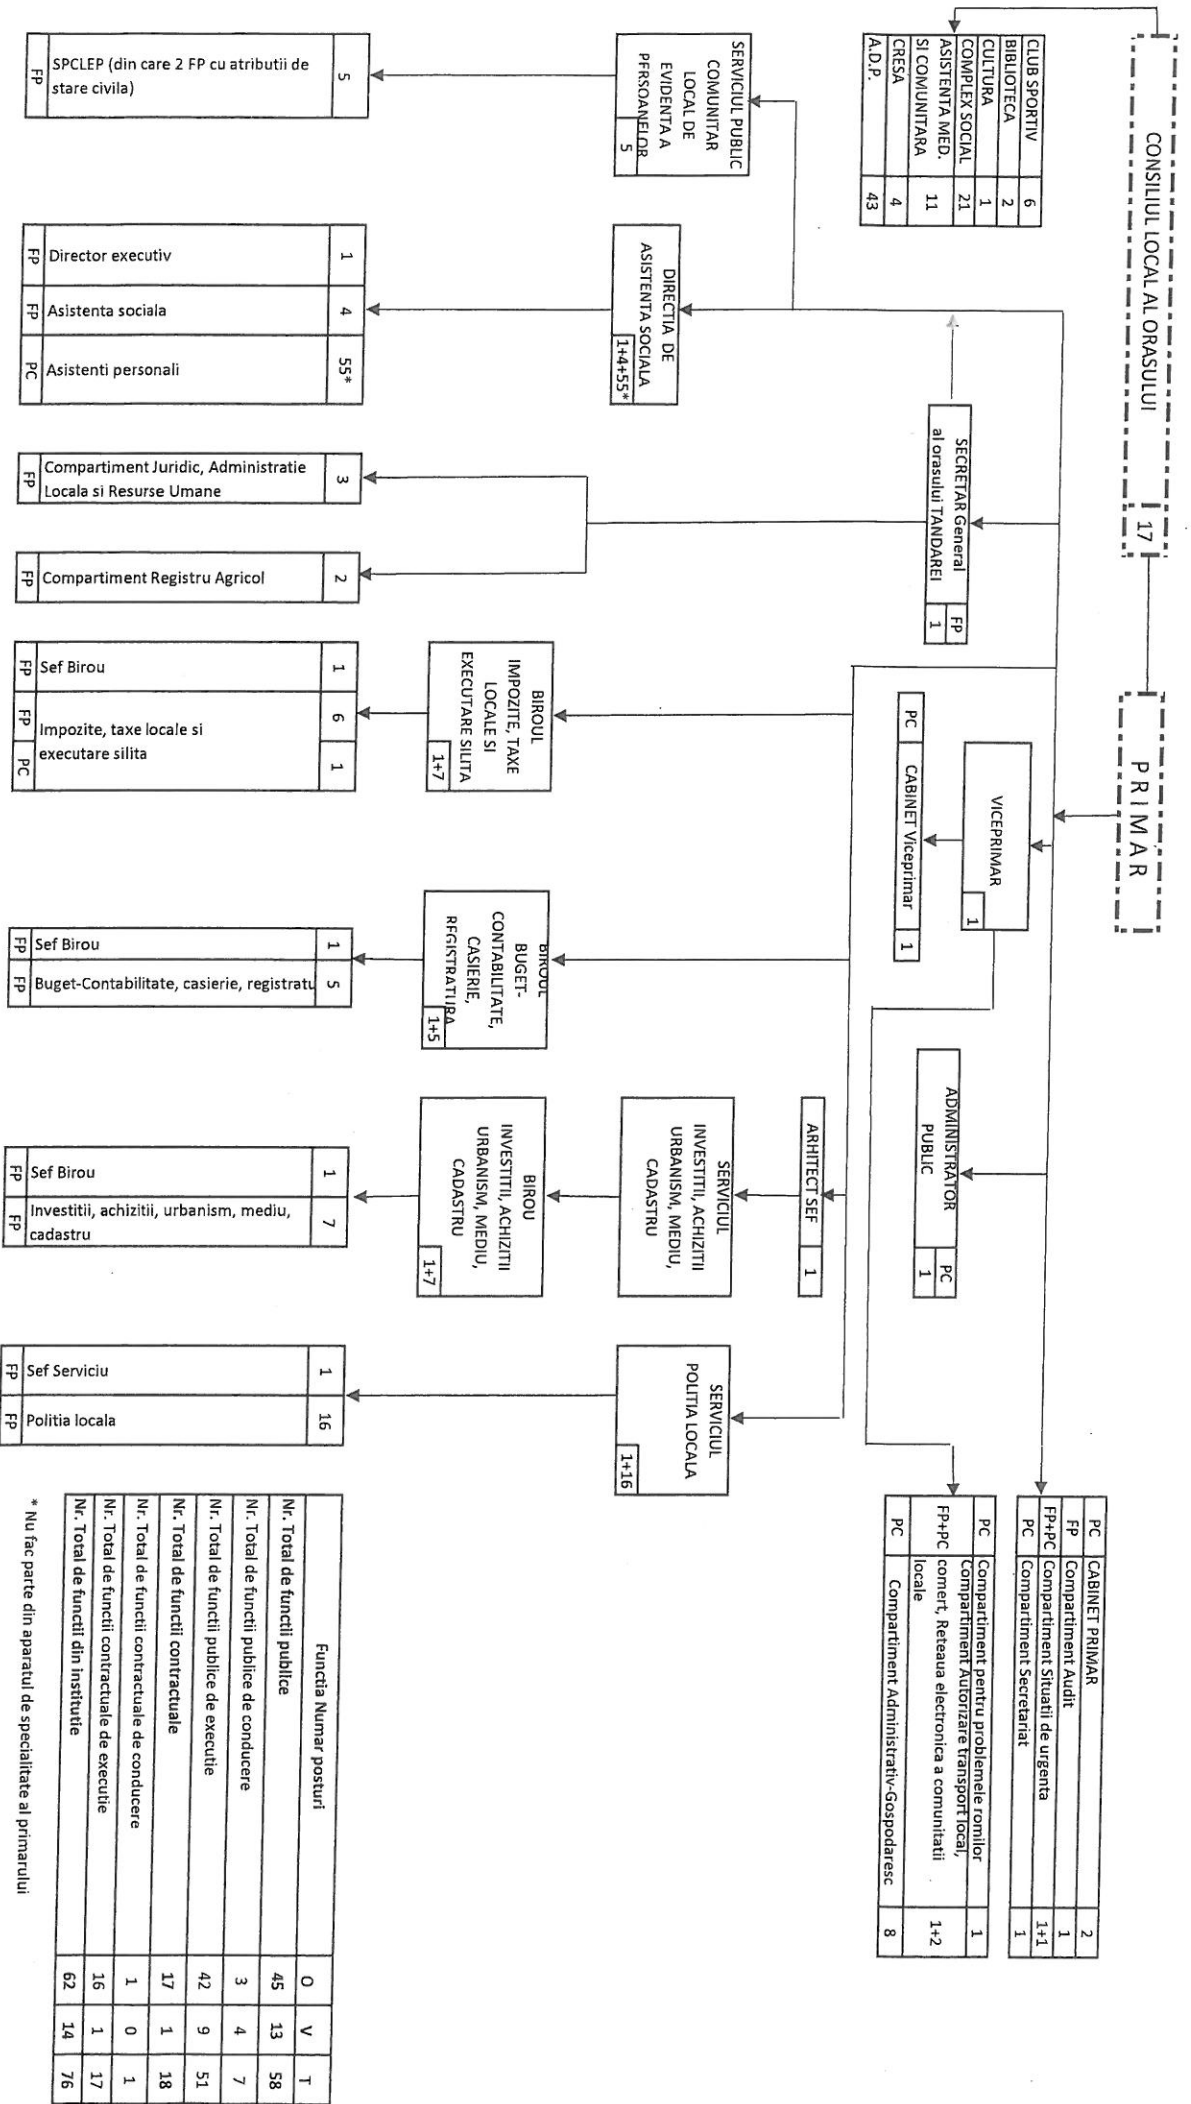 CONSILIUL LOCAL AL ORASULUI
17
PRIMAR
CLUB SPORTIV 6
BIBLIOTECA 2
CULTURA 1
COMPLEX SOCIAL 21
ASISTENTA MED.
SI COMUNITARA 11
CRESA 4
A.D.P. 43
SECRETAR General
al orasului TANDAREI
FP
1
VICEPRIMAR
1
PC CABINET Viceprimar 1
ADMINISTRATOR
PUBLIC
PC
1
PC CABINET PRIMAR 2
FP Compartiment Audit 1
FP+PC Compartiment Situatii de urgenta 1+1
PC Compartiment Secretariat 1
PC Compartiment pentru problemele romilor 1
Compartiment Autorizare transport local,
FP+PC comert, Reteaua electronica a comunitatii 1+2
locale
PC Compartiment Administrativ-Gospodaresc 8
SERVICIUL PUBLIC
COMUNITAR
LOCAL DE
EVIDENTA A
PERSOANELOR
5
DIRECTIA DE
ASISTENTA SOCIALA
1+4+55*
BIROUL
IMPOZITE, TAXE
LOCALE SI
EXECUTARE SILITA
1+7
BIROUL
BUGET-
CONTABILITATE,
CASIERIE,
REGISTRATURA
1+5
ARHITECT SEF 1
SERVICIUL
INVESTITII, ACHIZITII
URBANISM, MEDIU,
CADASTRU
BIROU
INVESTITII, ACHIZITII
URBANISM, MEDIU,
CADASTRU
1+7
SERVICIUL
POLITIA LOCALA
1+16
5
SPCLEP (din care 2 FP cu atributii de
stare civila)
FP
1
Director executiv
FP
4
Asistenta sociala
FP
55*
Asistenti personali
PC
3
Compartiment Juridic, Administratie
Locala si Resurse Umane
FP
2
Compartiment Registru Agricol
FP
1
Sef Birou
FP
6
1
Impozite, taxe locale si
executare silita
FP
PC
1
Sef Birou
FP
5
Buget-Contabilitate, casierie, registratu
FP
1
Sef Birou
FP
7
Investitii, achizitii, urbanism, mediu,
cadastru
FP
1
Sef Serviciu
FP
16
Politia locala
FP
Functia Numar posturi O V T
Nr. Total de functii publice 45 13 58
Nr. Total de functii publice de conducere 3 4 7
Nr. Total de functii publice de executie 42 9 51
Nr. Total de functii contractuale 17 1 18
Nr. Total de functii contractuale de conducere 1 0 1
Nr. Total de functii contractuale de executie 16 1 17
Nr. Total de functii din institutie 62 14 76
* Nu fac parte din aparatul de specialitate al primarului